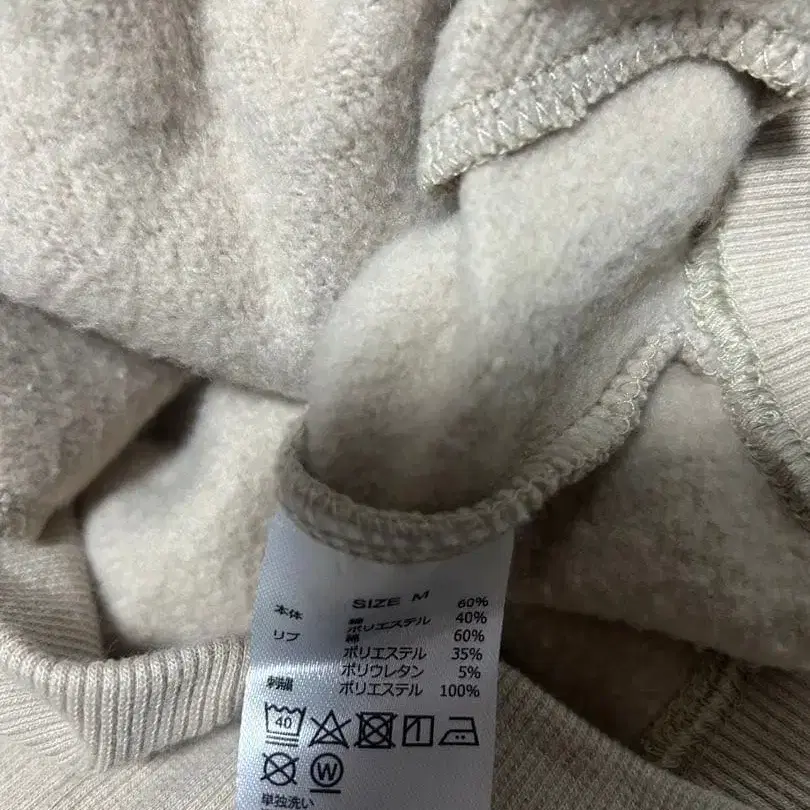 SIZE M
本体 綿 60%
ポリエステル 40%
リブ 綿 60%
ポリエステル 35%
ポリウレタン 5%
刺繍 ポリエステル 100%
40
W
単独洗い